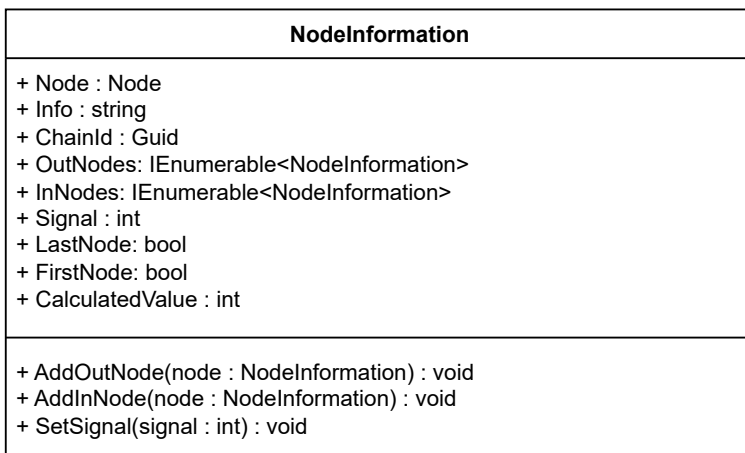 NodeInformation
+ Node : Node
+ Info : string
+ ChainId : Guid
+ OutNodes: IEnumerable<NodeInformation>
+ InNodes: IEnumerable<NodeInformation>
+ Signal : int
+ LastNode: bool
+ FirstNode: bool
+ CalculatedValue : int
+ AddOutNode(node : NodeInformation) : void
+ AddInNode(node : NodeInformation) : void
+ SetSignal(signal : int) : void